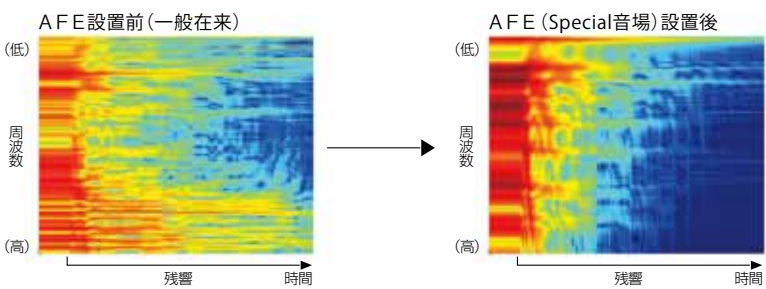 ＡＦＥ設置前（一般在来）
（低）
周波数
（高）
残響
時間
ＡＦＥ（Special音場）設置後
（低）
周波数
（高）
残響
時間